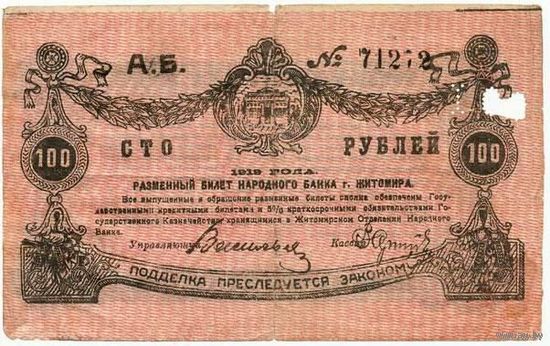 А.Б. № 71272
СТО РУБЛЕЙ
100 100
1919 ГОДА.
РАЗМЕННЫЙ БИЛЕТ НАРОДНОГО БАНКА г. ЖИТОМИРА.
Все выпущенные в обращение разменные билеты сполна обеспечены Госу-
дарственными кредитными билетами и 5% краткосрочными обязательствами Го-
сударственного Казначейства хранящимися в Житомирском Отделении Народного
Банка.
Управляющий Кассир
ПОДДЕЛКА ПРЕСЛЕДУЕТСЯ ЗАКОНОМ